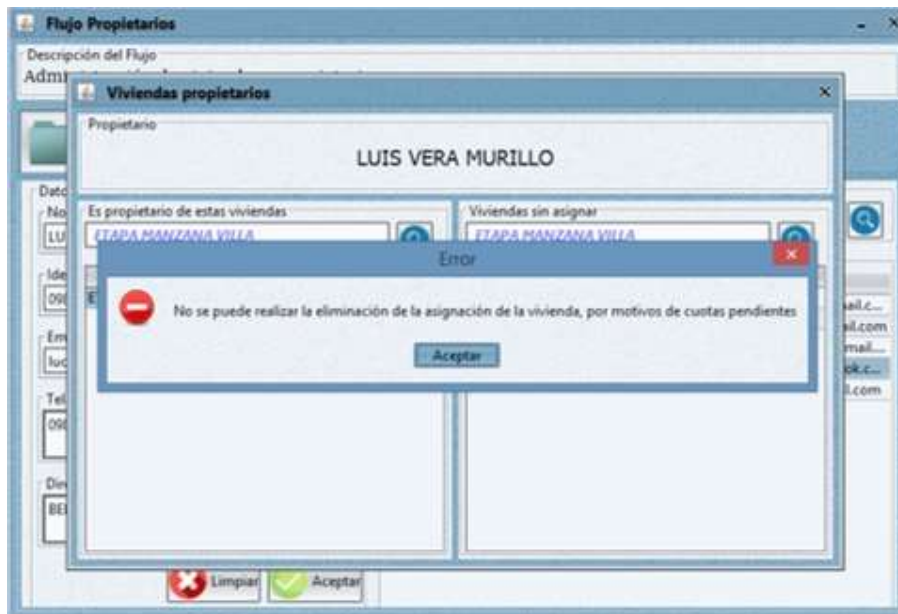 Flujo Propietarios
Descripción del Flujo
Viviendas propietarios
Propietario
LUIS VERA MURILLO
Es propietario de estas viviendas
Viviendas sin asignar
ETAPA MANZANA VILLA
ETAPA MANZANA VILLA
Error
No se puede realizar la eliminación de la asignación de la vivienda, por motivos de cuotas pendientes
Aceptar
Limpiar
Aceptar